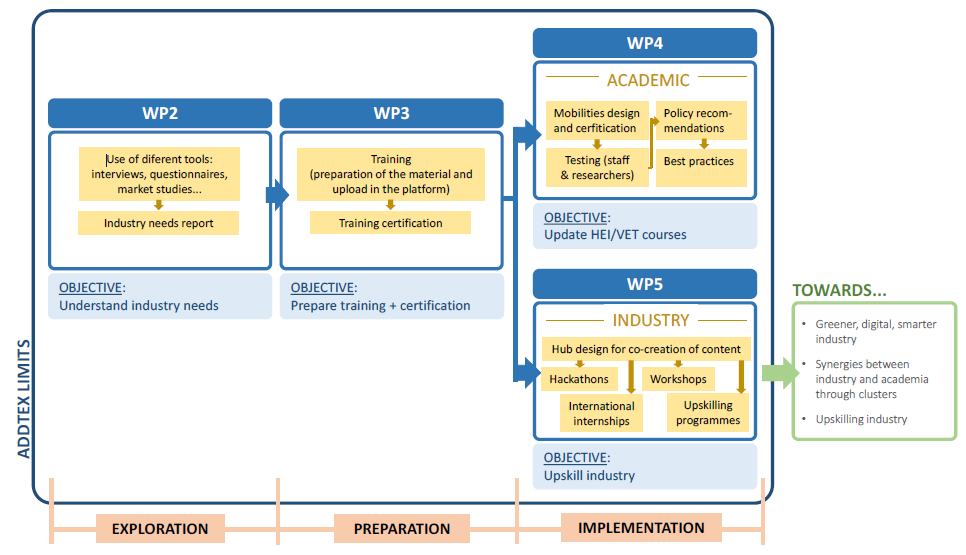 WP2
Use of diferent tools:
interviews, questionnaires,
market studies...
Industry needs report
OBJECTIVE:
Understand industry needs
WP3
Training
(preparation of the material and
upload in the platform)
Training certification
OBJECTIVE:
Prepare training + certification
WP4
ACADEMIC
Mobilities design
and cerfitication
Testing (staff
& researchers)
Policy recom-
mendations
Best practices
OBJECTIVE:
Update HEI/VET courses
WP5
INDUSTRY
Hub design for co-creation of content
Hackathons
Workshops
International
internships
Upskilling
programmes
OBJECTIVE:
Upskill industry
TOWARDS...
• Greener, digital, smarter
industry
• Synergies between
industry and academia
through clusters
• Upskilling industry
ADDTEX LIMITS
EXPLORATION
PREPARATION
IMPLEMENTATION